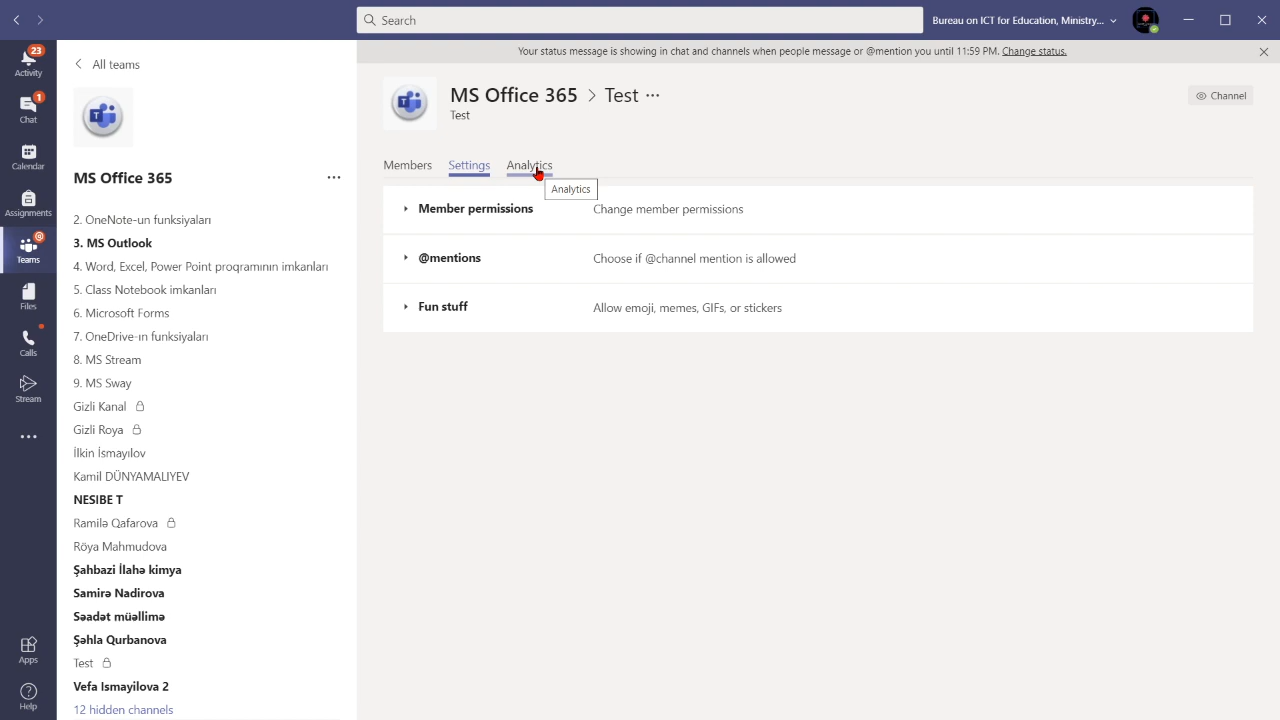 Search
Bureau on ICT for Education, Ministry...
23
Activity
1
Chat
Calendar
Assignments
@
Teams
Files
Calls
Stream
Apps
Help
All teams
T
MS Office 365
2. OneNote-un funksiyaları
3. MS Outlook
4. Word, Excel, Power Point proqramının imkanları
5. Class Notebook imkanları
6. Microsoft Forms
7. OneDrive-ın funksiyaları
8. MS Stream
9. MS Sway
Gizli Kanal
Gizli Roya
İlkin İsmayılov
Kamil DÜNYAMALIYEV
NESIBE T
Ramilə Qafarova
Röya Mahmudova
Şahbazi İlahə kimya
Samirə Nadirova
Səadət müəllimə
Şəhla Qurbanova
Test
Vefa Ismayilova 2
12 hidden channels
Your status message is showing in chat and channels when people message or @mention you until 11:59 PM. Change status.
T
MS Office 365 > Test ...
Test
Channel
Members Settings Analytics
Analytics
Member permissions Change member permissions
@mentions Choose if @channel mention is allowed
Fun stuff Allow emoji, memes, GIFs, or stickers